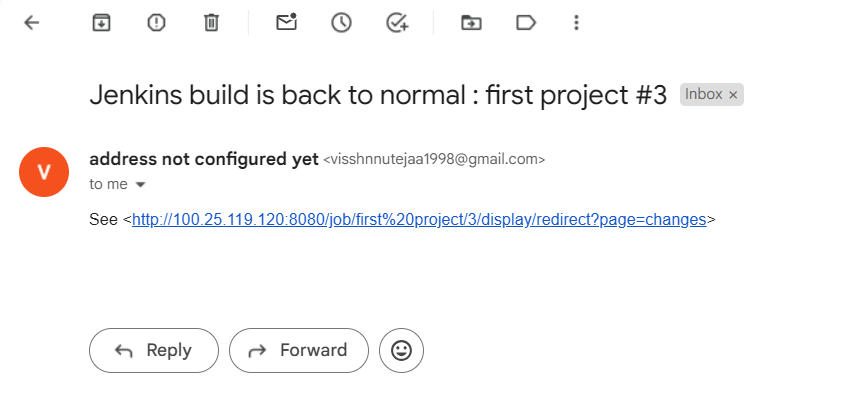 Jenkins build is back to normal : first project #3 Inbox ×
V
address not configured yet <visshnnutejaa1998@gmail.com>
to me
See <http://100.25.119.120:8080/job/first%20project/3/display/redirect?page=changes>
Reply Forward